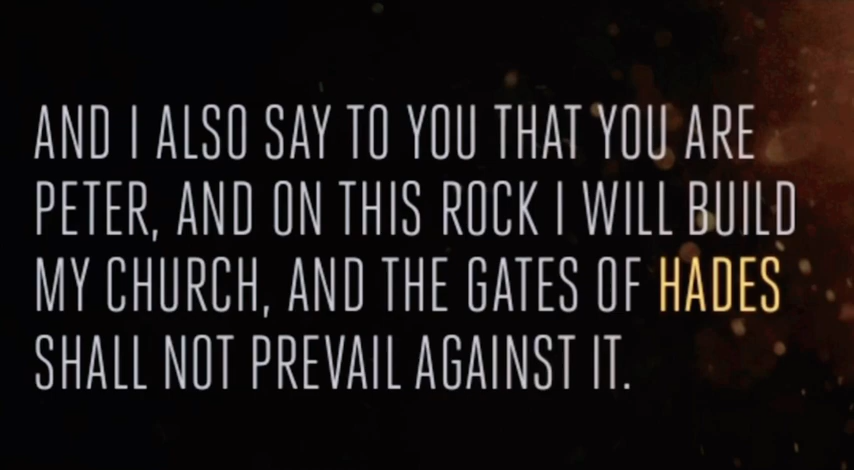 AND I ALSO SAY TO YOU THAT YOU ARE
PETER, AND ON THIS ROCK I WILL BUILD
MY CHURCH, AND THE GATES OF HADES
SHALL NOT PREVAIL AGAINST IT.